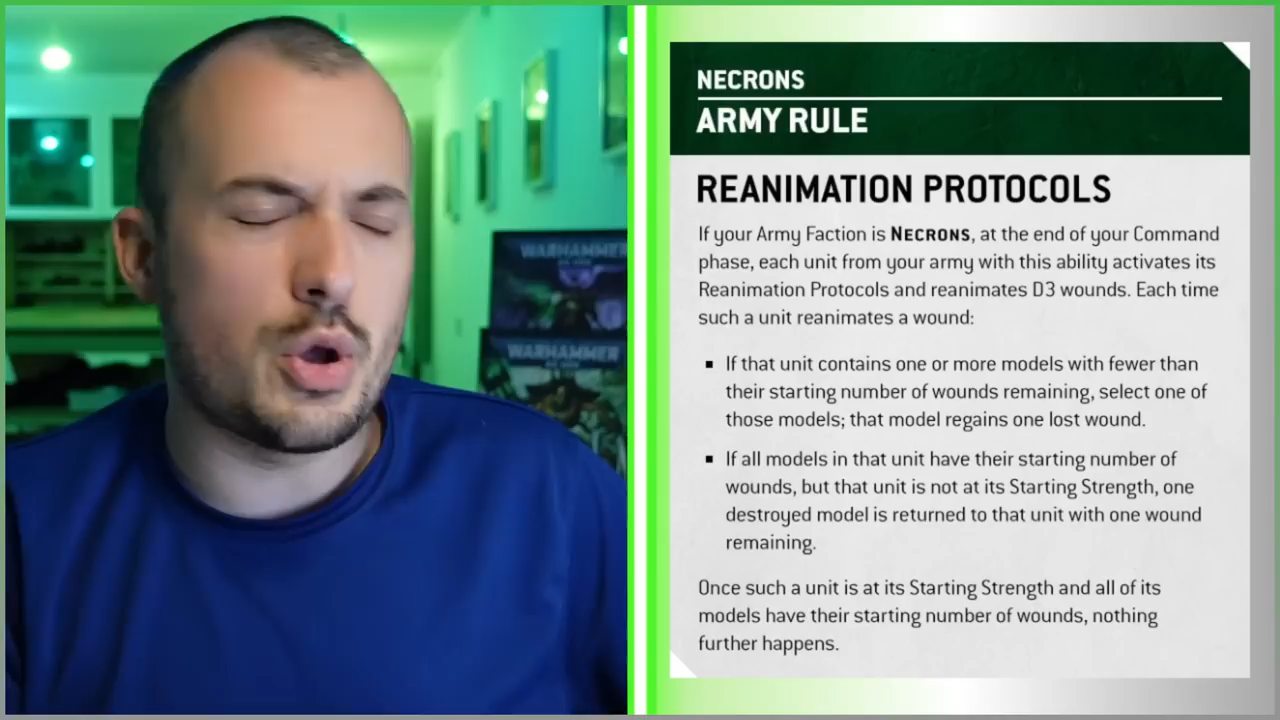 WARHAMMER
WARHAMMER
NECRONS
ARMY RULE
REANIMATION PROTOCOLS
If your Army Faction is NECRONS, at the end of your Command
phase, each unit from your army with this ability activates its
Reanimation Protocols and reanimates D3 wounds. Each time
such a unit reanimates a wound:
▪ If that unit contains one or more models with fewer than
their starting number of wounds remaining, select one of
those models; that model regains one lost wound.
▪ If all models in that unit have their starting number of
wounds, but that unit is not at its Starting Strength, one
destroyed model is returned to that unit with one wound
remaining.
Once such a unit is at its Starting Strength and all of its
models have their starting number of wounds, nothing
further happens.